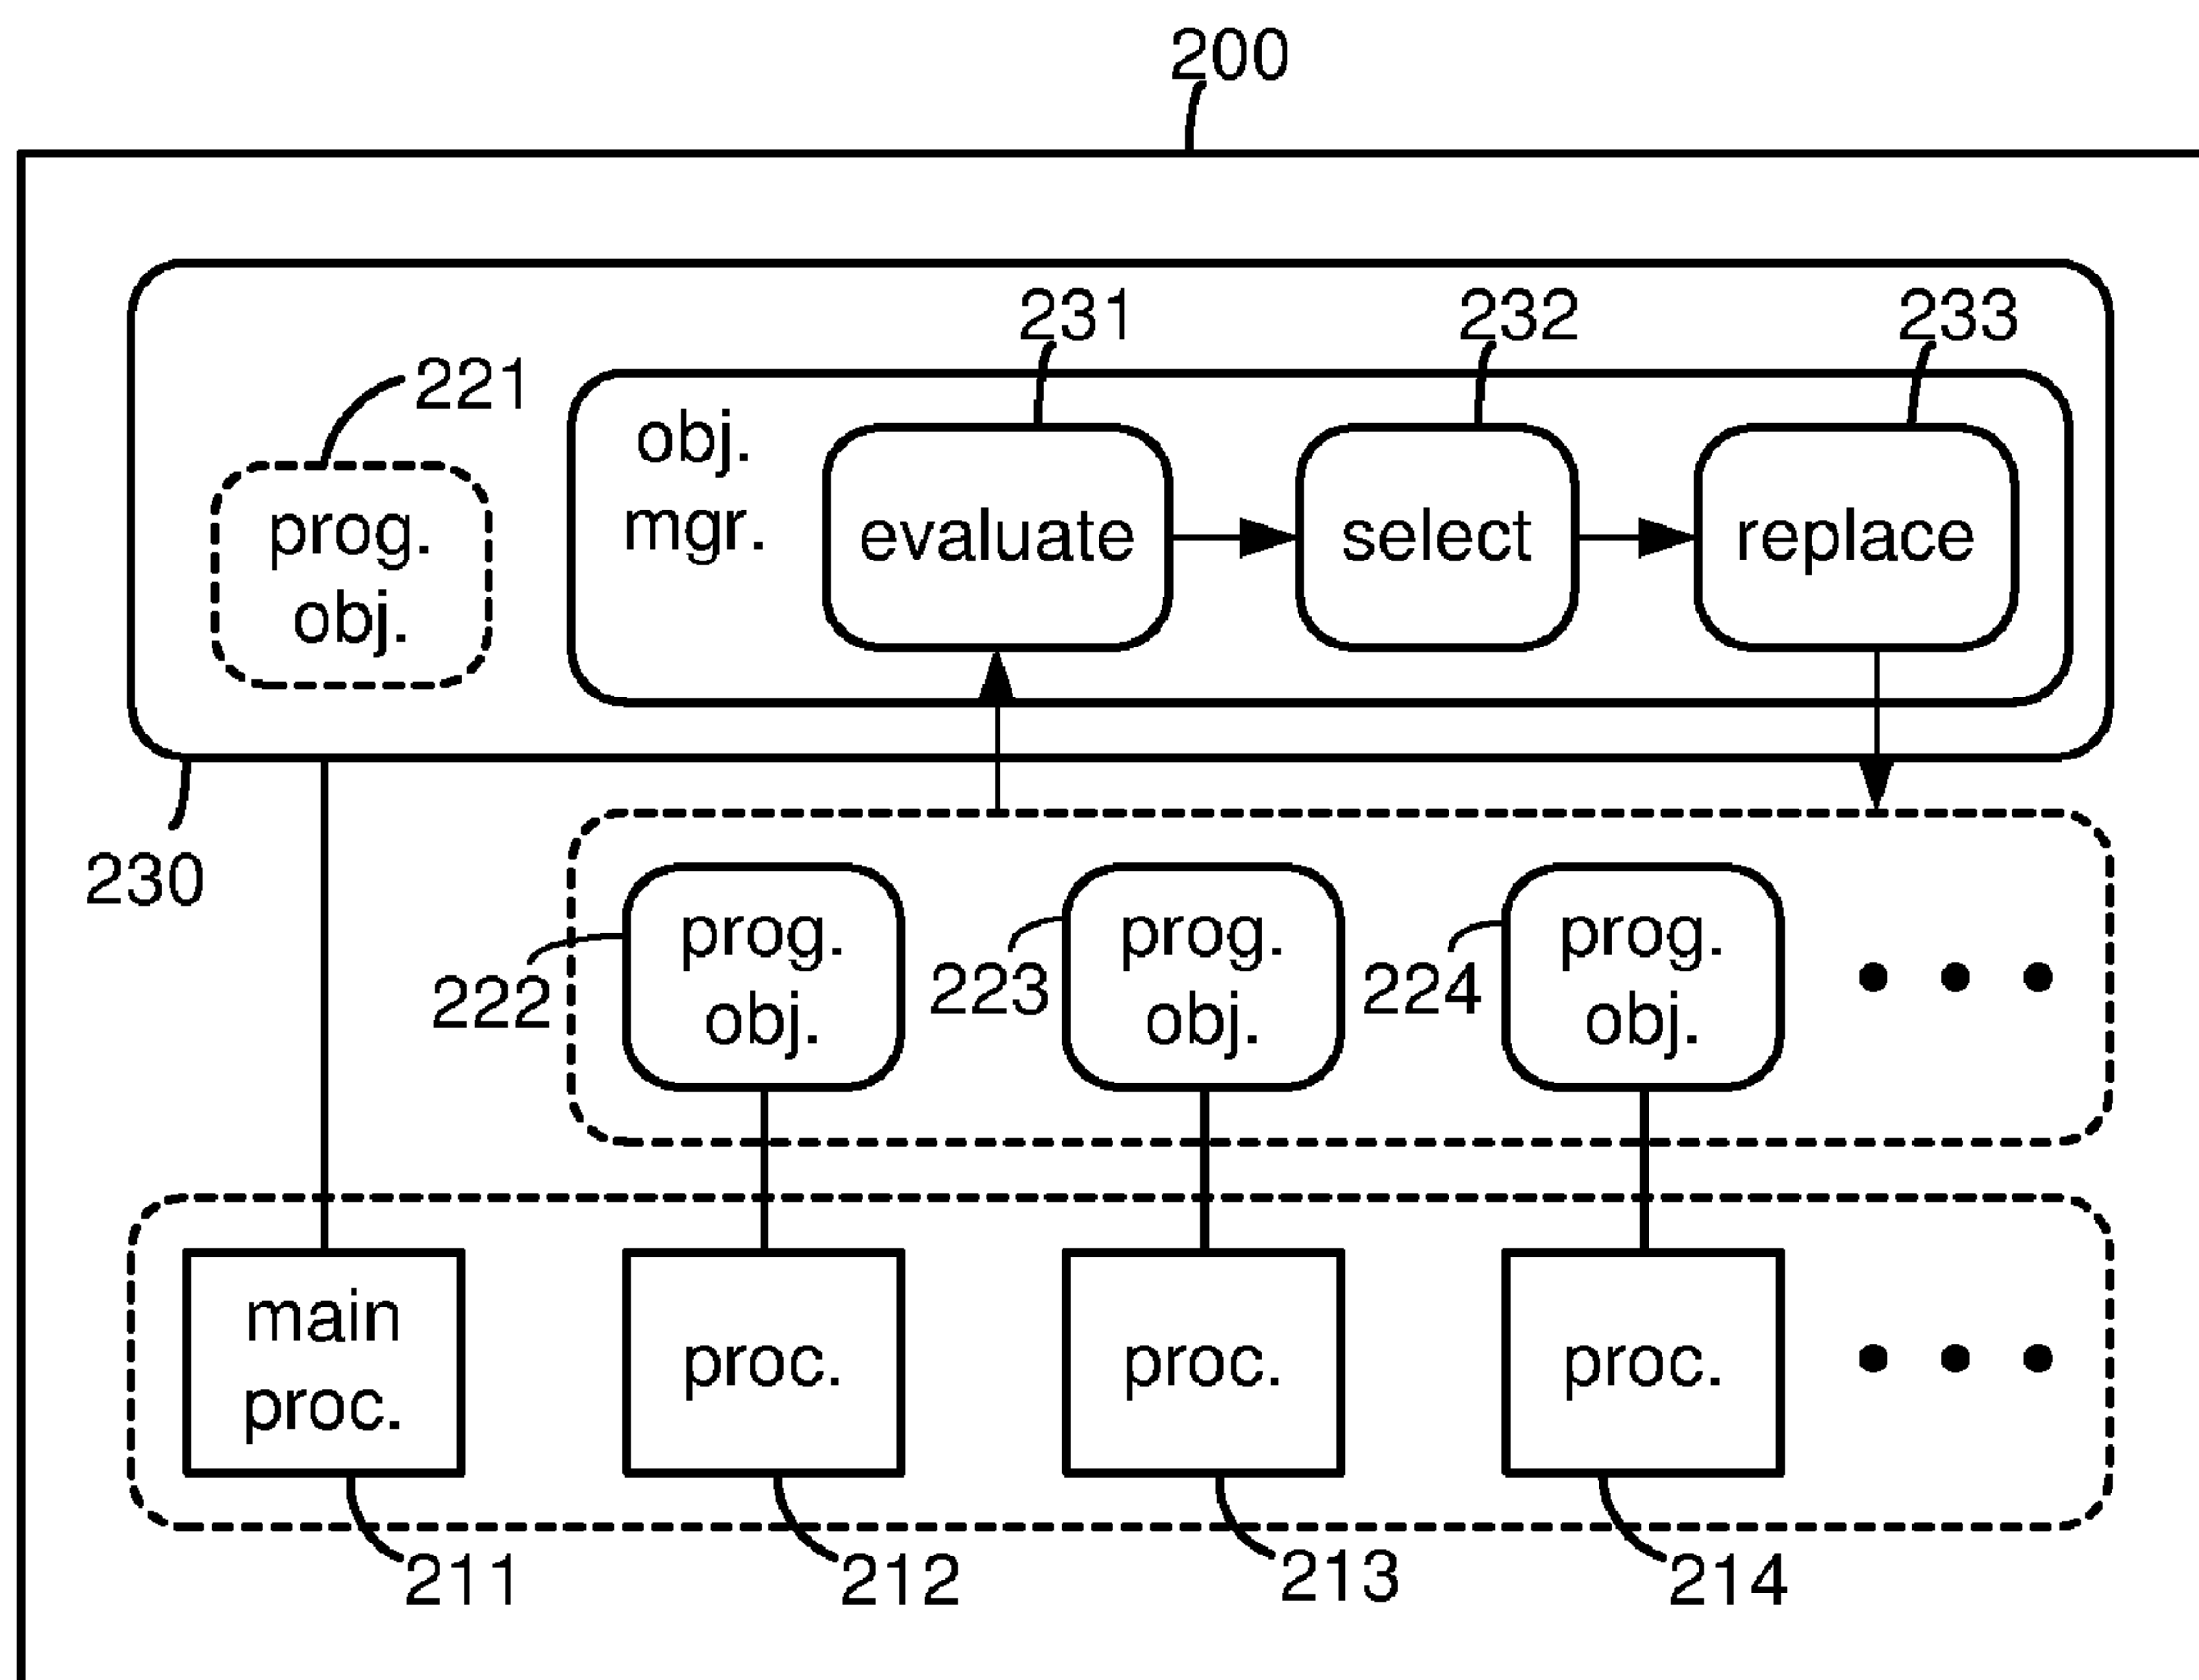 200
231
232
233
221
obj.
mgr.
evaluate
select
replace
prog.
obj.
230
prog.
obj.
prog.
obj.
prog.
obj.
222
223
224
• • •
main
proc.
proc.
proc.
proc.
• • •
211
212
213
214